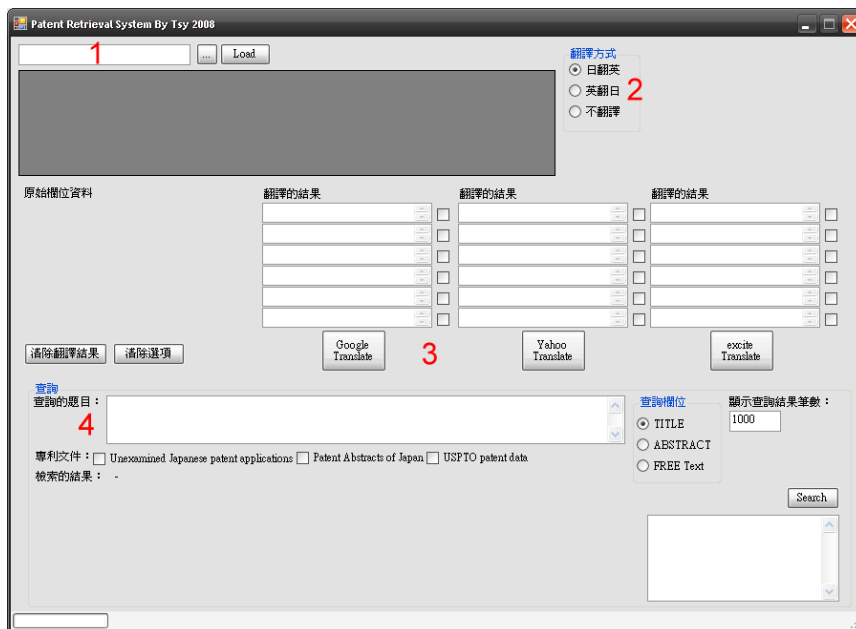 Patent Retrieval System By Tsy 2008
1
... Load
翻譯方式
日翻英
英翻日
2
不翻譯
原始欄位資料 翻譯的結果 翻譯的結果 翻譯的結果
清除翻譯結果 清除選項
Google Translate
3
Yahoo Translate
excite Translate
查詢
查詢的題目：
4
查詢欄位
TITLE
ABSTRACT
FREE Text
顯示查詢結果筆數：
1000
專利文件： Unexamined Japanese patent applications Patent Abstracts of Japan USPTO patent data
檢索的結果： -
Search